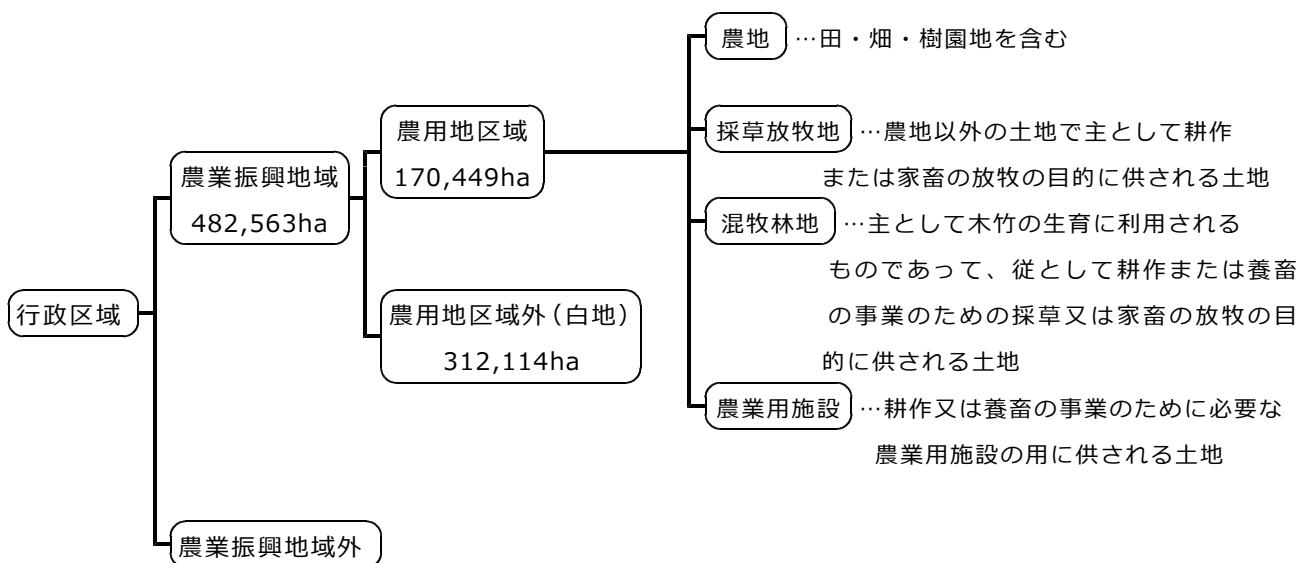 農地 …田・畑・樹園地を含む
農用地区域
170,449ha
採草放牧地 …農地以外の土地で主として耕作
または家畜の放牧の目的に供される土地
農業振興地域
482,563ha
混牧林地 …主として木竹の生育に利用される
ものであって、従として耕作または養畜
の事業のための採草又は家畜の放牧の目
的に供される土地
行政区域
農用地区域外(白地)
312,114ha
農業用施設 …耕作又は養畜の事業のために必要な
農業用施設の用に供される土地
農業振興地域外